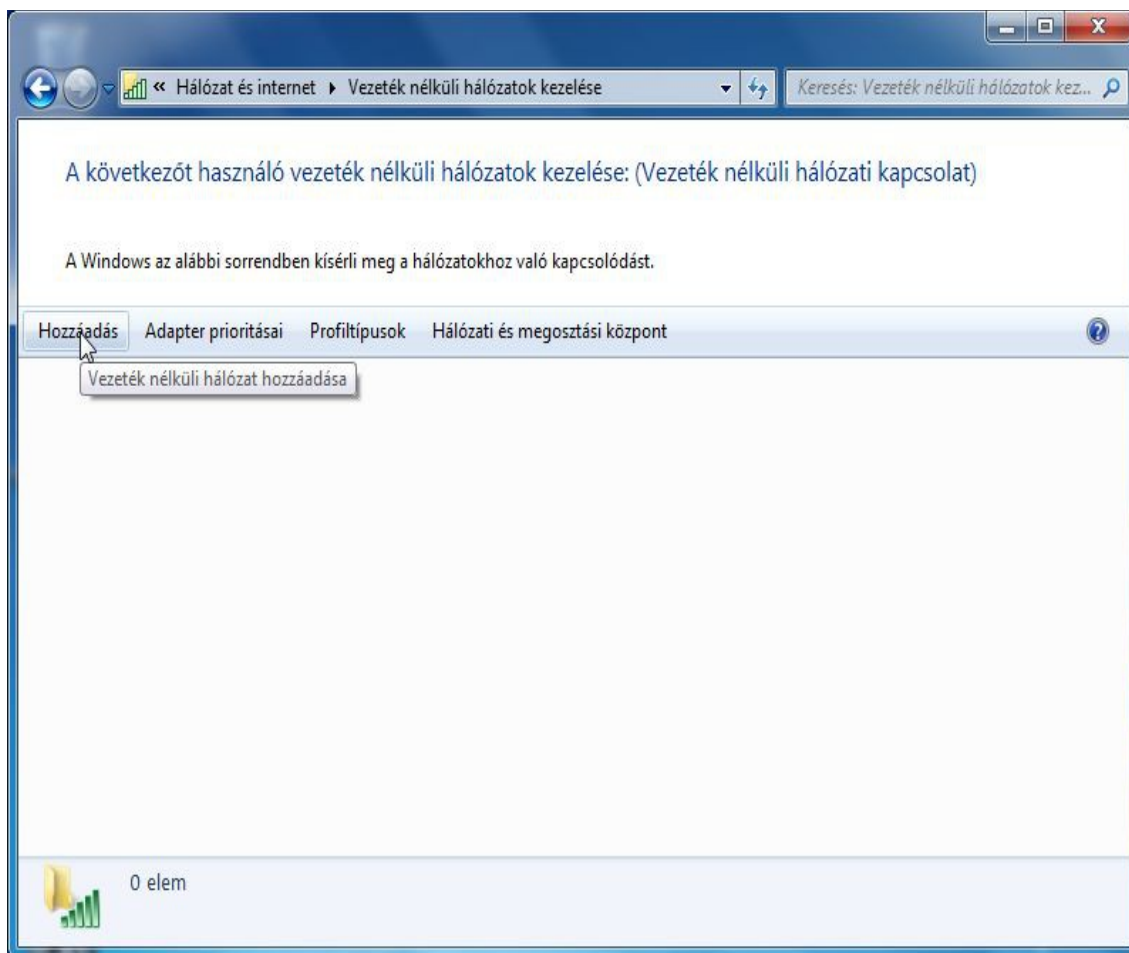 « Hálózat és internet ▸ Vezeték nélküli hálózatok kezelése
Keresés: Vezeték nélküli hálózatok kez...
A következőt használó vezeték nélküli hálózatok kezelése: (Vezeték nélküli hálózati kapcsolat)
A Windows az alábbi sorrendben kísérli meg a hálózatokhoz való kapcsolódást.
Hozzáadás Adapter prioritásai Profiltípusok Hálózati és megosztási központ
Vezeték nélküli hálózat hozzáadása
0 elem